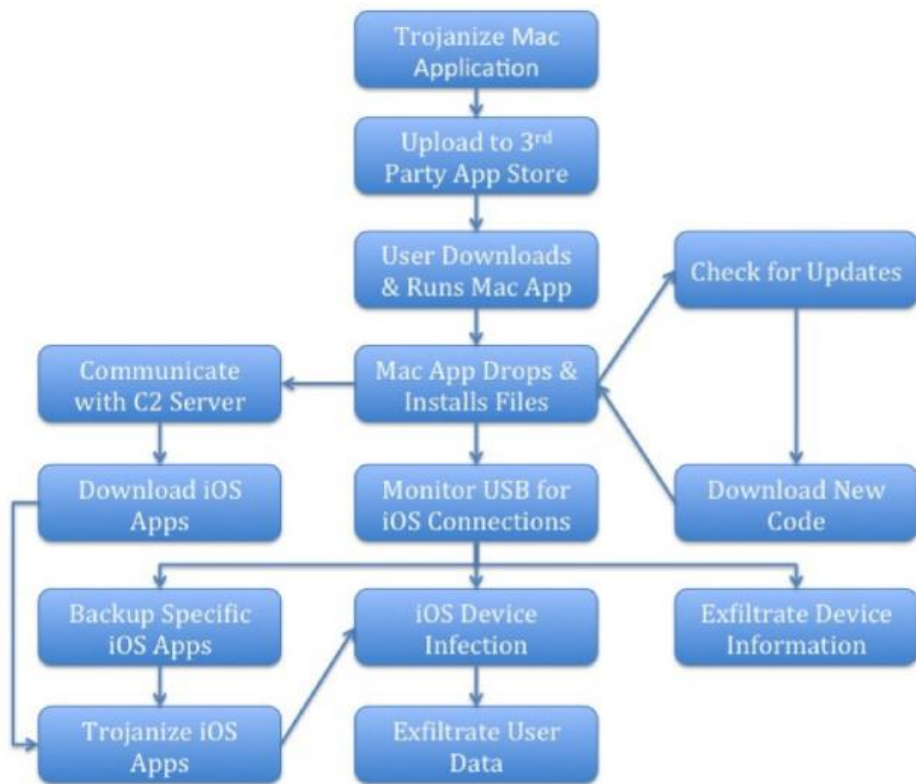 Trojanize Mac
Application
Upload to 3rd
Party App Store
User Downloads
& Runs Mac App
Check for Updates
Communicate
with C2 Server
Mac App Drops &
Installs Files
Download iOS
Apps
Monitor USB for
iOS Connections
Download New
Code
Backup Specific
iOS Apps
iOS Device
Infection
Exfiltrate Device
Information
Trojanize iOS
Apps
Exfiltrate User
Data